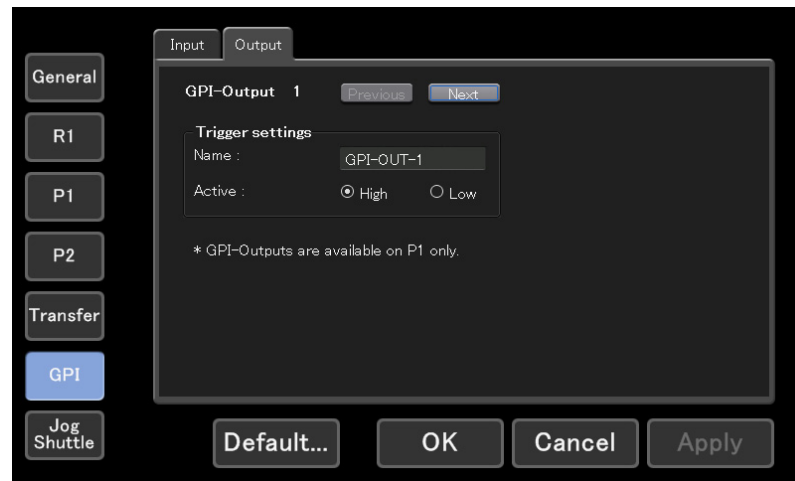 Input Output
General
R1
P1
P2
Transfer
GPI
Jog
Shuttle
GPI-Output 1 Previous Next
Trigger settings
Name : GPI-OUT-1
Active : High Low
* GPI-Outputs are available on P1 only.
Default... OK Cancel Apply